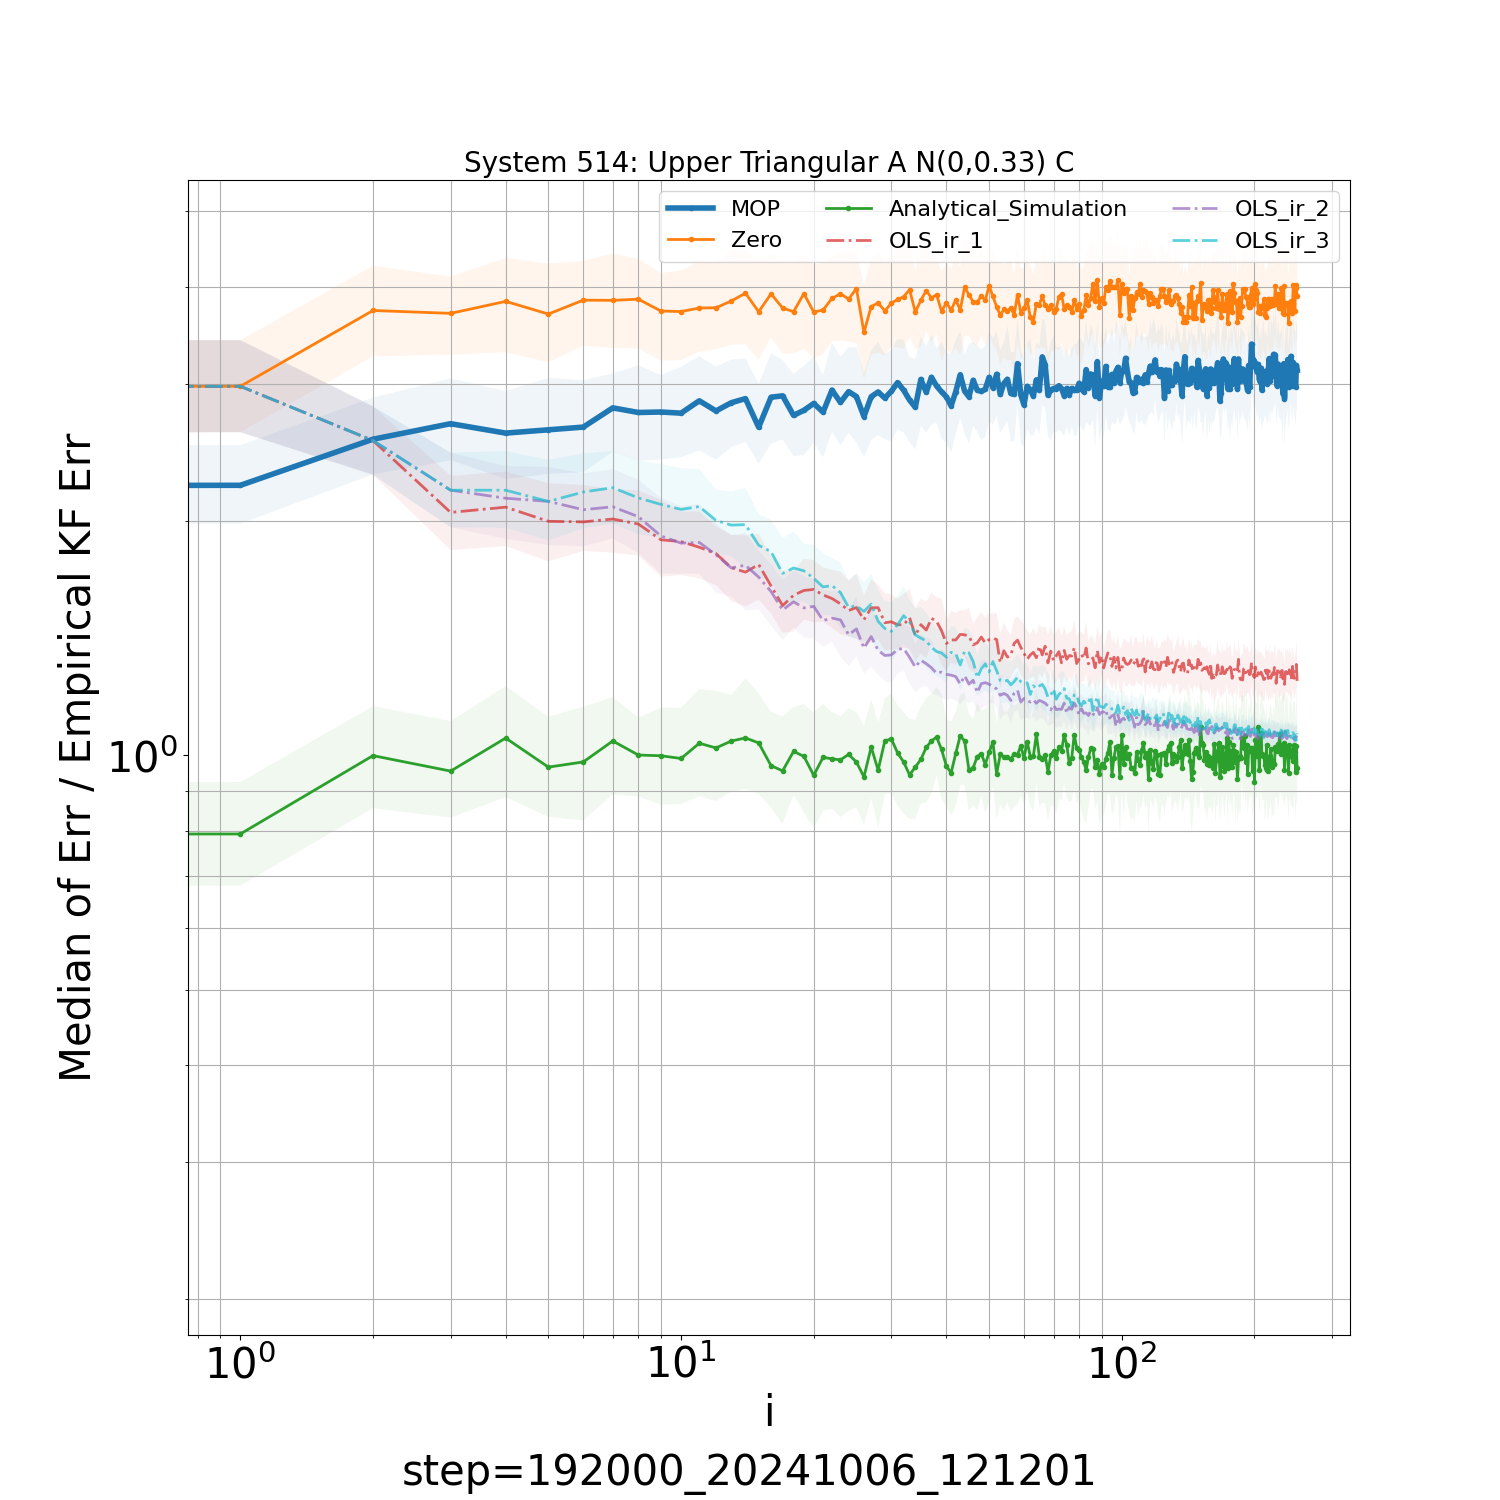 System 514: Upper Triangular A N(0,0.33) C
MOP
Zero
Analytical_Simulation
OLS_ir_1
OLS_ir_2
OLS_ir_3
Median of Err / Empirical KF Err
10⁰
10⁰
10¹
10²
i
step=192000_20241006_121201